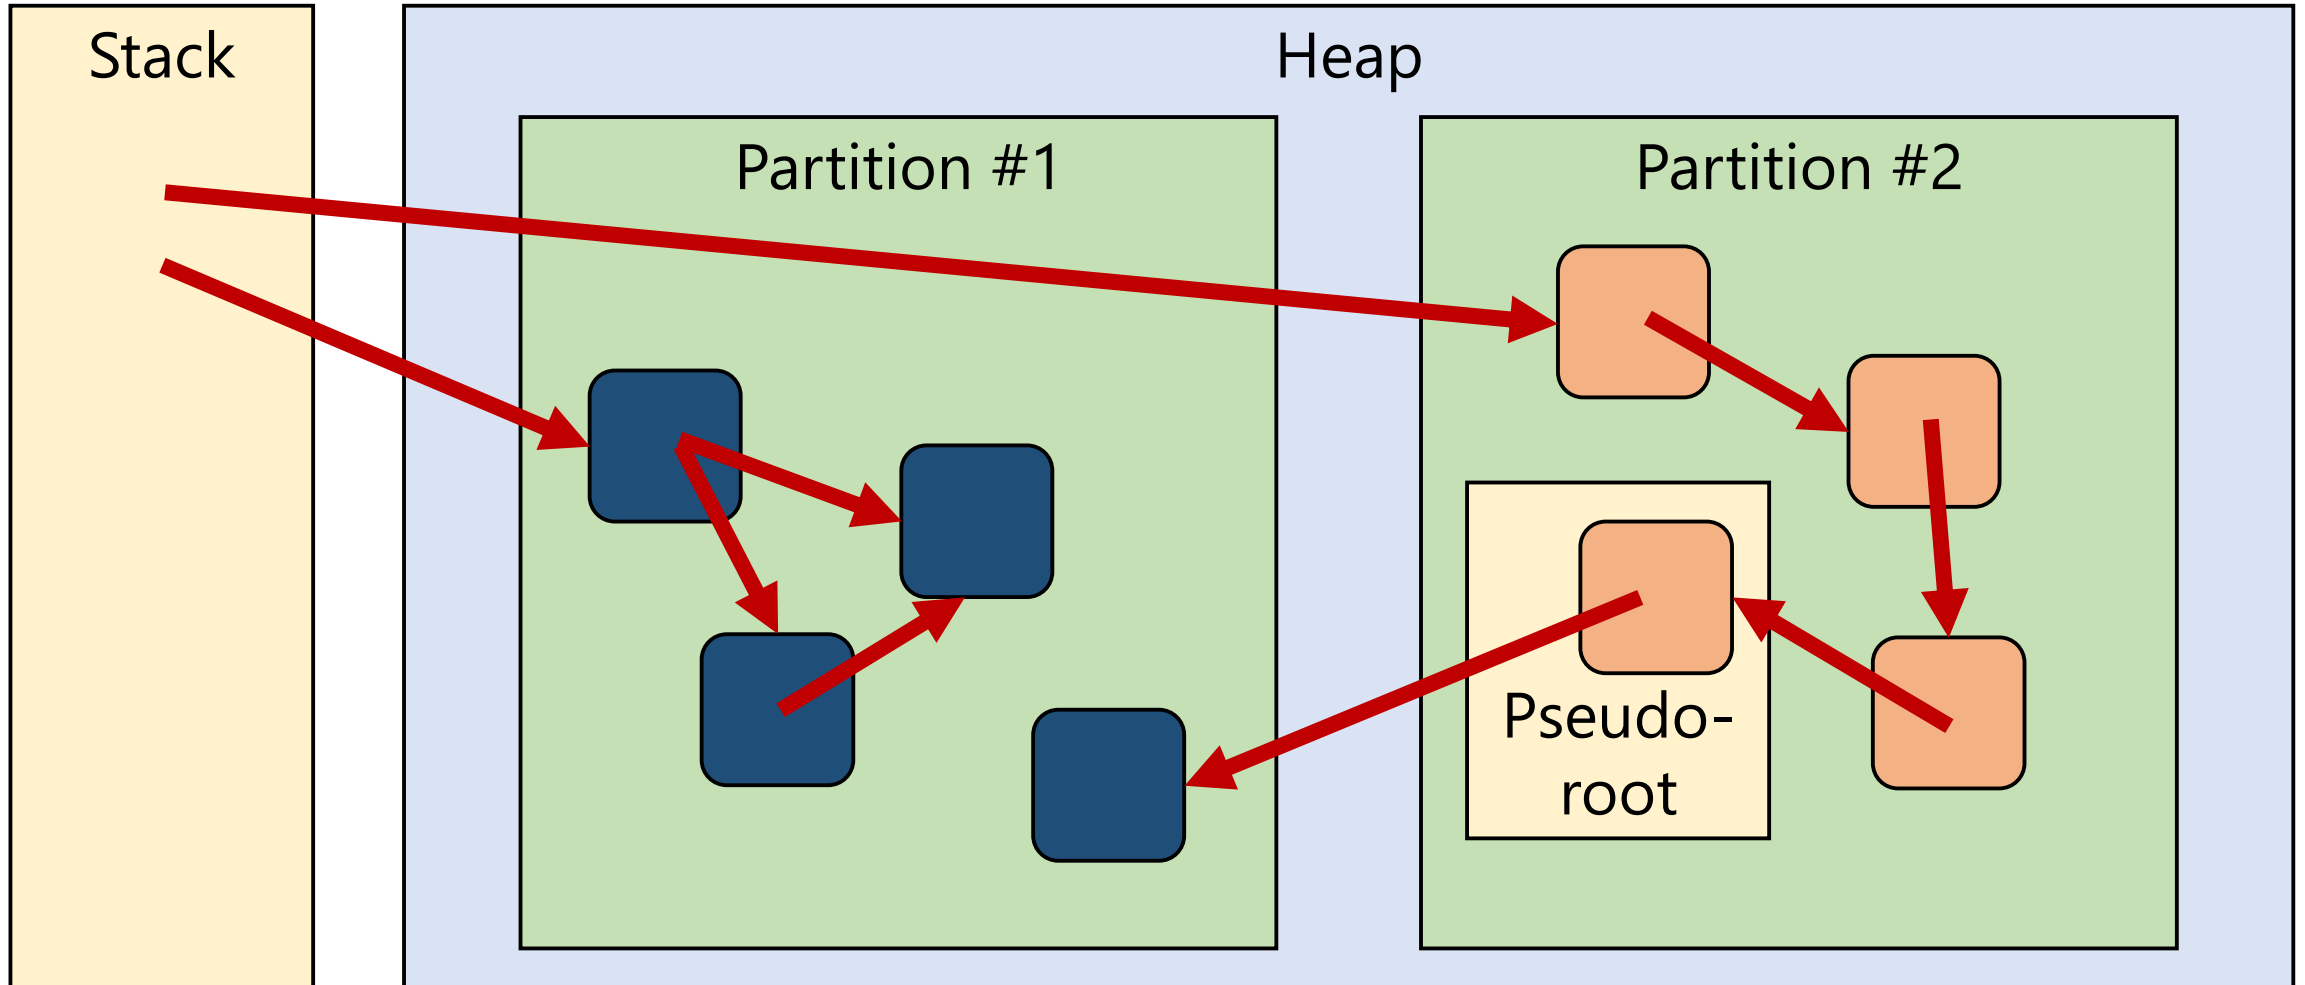 Stack
Heap
Partition #1
Partition #2
Pseudo-
root